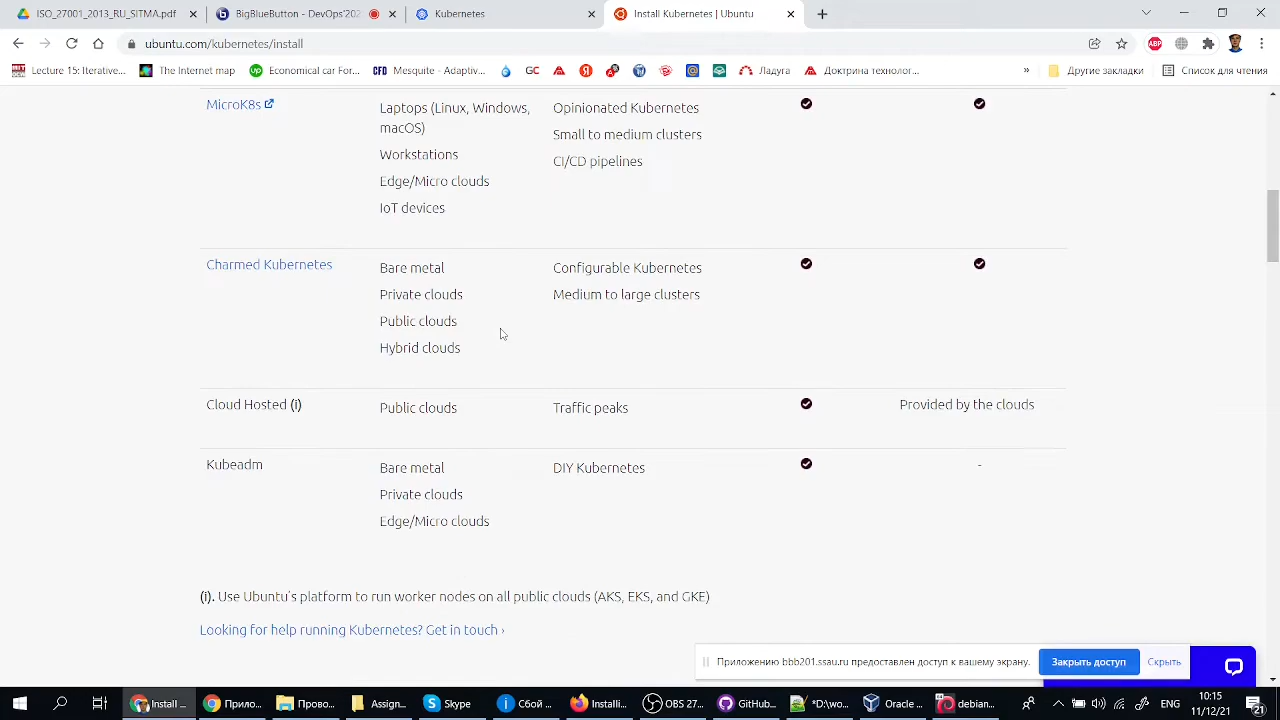 ISO_27001_2013_RU_SITMA.pdf
BigBlueButton - DevOps'202
Kubernetes
Install Kubernetes | Ubuntu
ubuntu.com/kubernetes/install
ABP
Lecture 15: Iterative...
The Internet map
Economical car For...
CFD Mesquite - Adaptiv...
GC
Ладуга
Доктрина технолог...
»
Другие закладки
Список для чтения
MicroK8s
Laptops (Linux, Windows, macOS)
Workstations
Edge/Micro clouds
IoT devices
Opinionated Kubernetes
Small to medium clusters
CI/CD pipelines
Charmed Kubernetes
Bare metal
Private clouds
Public clouds
Hybrid clouds
Configurable Kubernetes
Medium to large clusters
Cloud Hosted (i)
Public clouds
Traffic peaks
Provided by the clouds
Kubeadm
Bare metal
Private clouds
Edge/Micro clouds
DIY Kubernetes
-
(i). Use Ubuntu's platform to run worker nodes on all public clouds (AKS, EKS, and GKE)
Looking for help running Kubernetes? Get in touch ›
Приложению bbb201.ssau.ru предоставлен доступ к вашему экрану.
Закрыть доступ
Скрыть
Install ...
Приво...
Прово...
Assign...
Skype
Сбой ...
Installi...
OBS 27...
GitHub...
*D:\wo...
Oracle ...
debian...
ENG
10:15
11/12/21
21